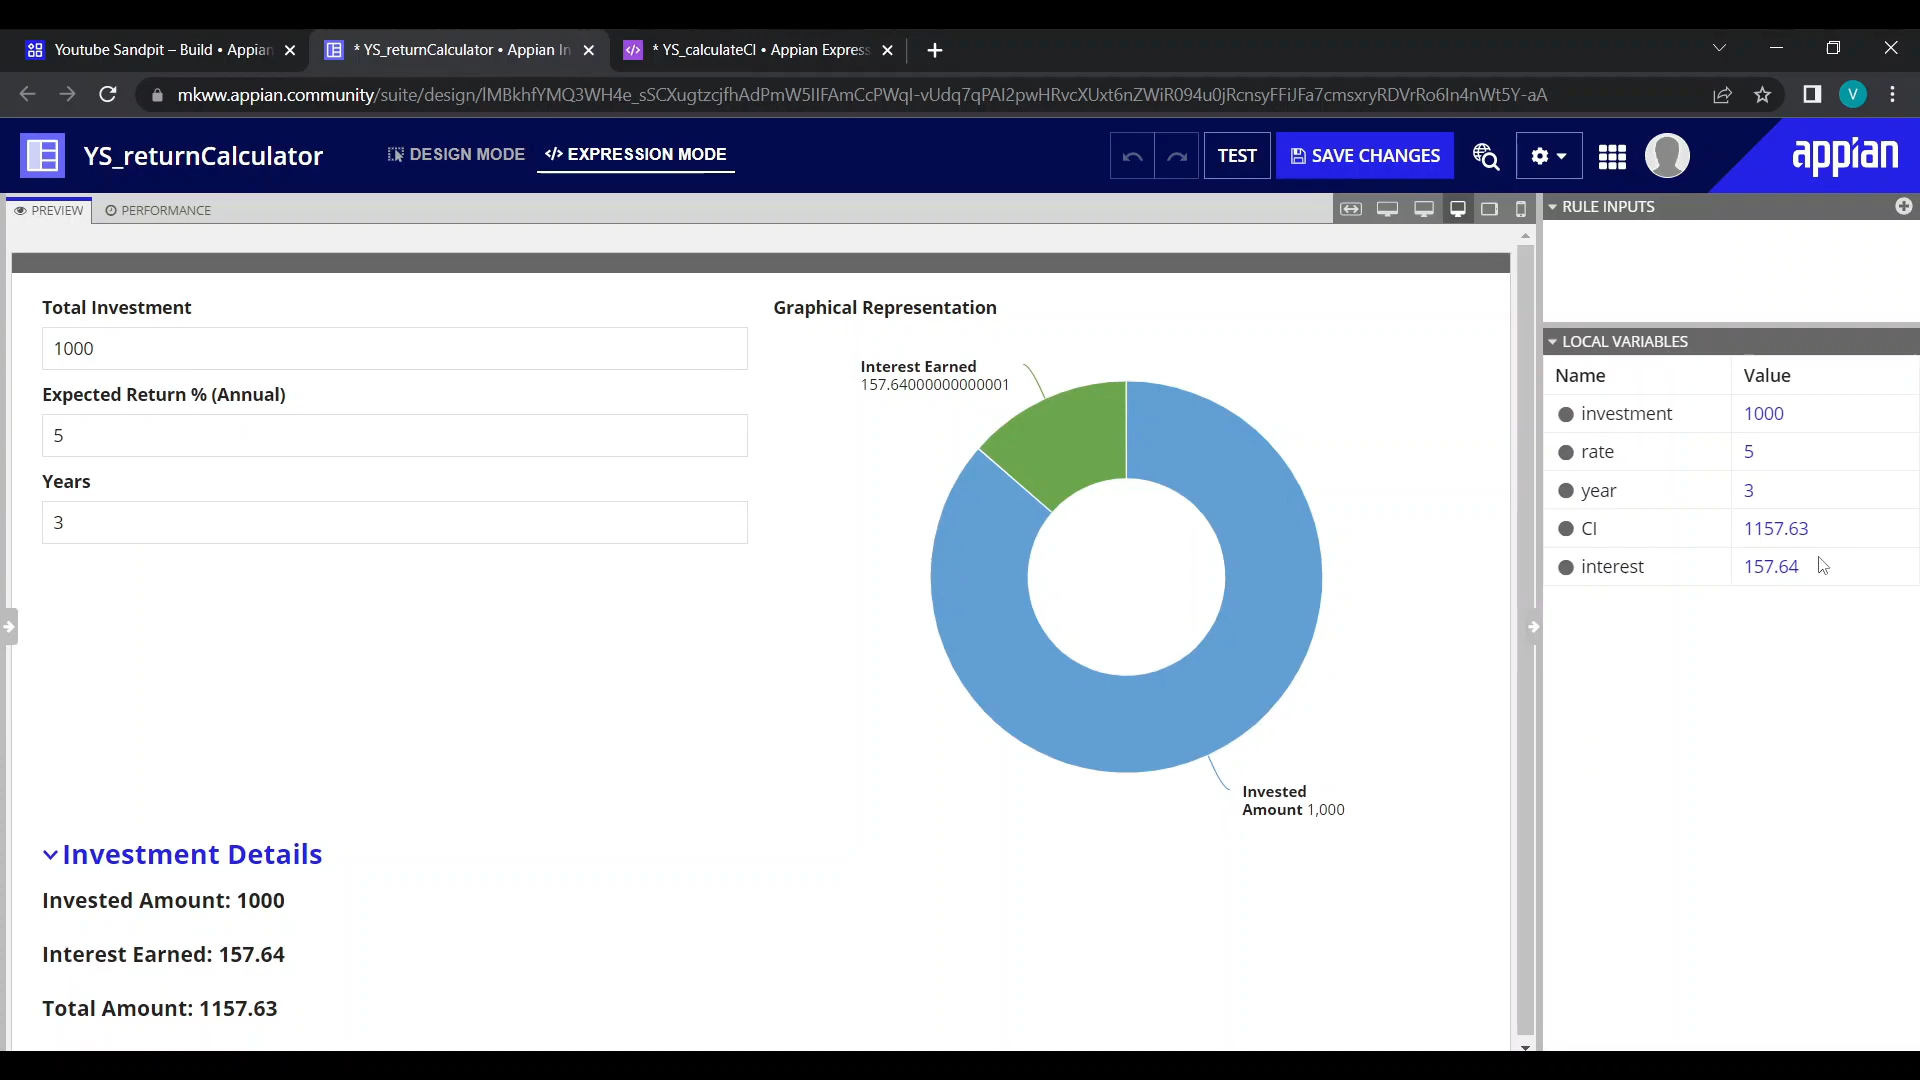 Youtube Sandpit – Build • Appian
* YS_returnCalculator • Appian In
* YS_calculateCI • Appian Express
mkww.appian.community/suite/design/
V
YS_returnCalculator
DESIGN MODE
</> EXPRESSION MODE
TEST
SAVE CHANGES
appian
PREVIEW
PERFORMANCE
RULE INPUTS
Total Investment
1000
Expected Return % (Annual)
5
Years
3
Graphical Representation
Interest Earned
157.64000000000001
Invested
Amount 1,000
LOCAL VARIABLES
Name Value
investment 1000
rate 5
year 3
CI 1157.63
interest 157.64
Investment Details
Invested Amount: 1000
Interest Earned: 157.64
Total Amount: 1157.63